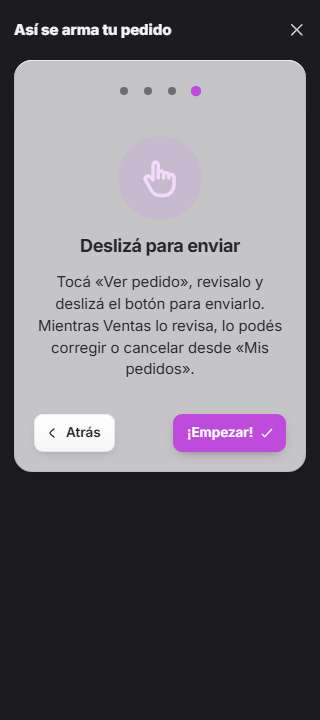 Así se arma tu pedido
Deslizá para enviar
Tocá «Ver pedido», revisalo y
deslizá el botón para enviarlo.
Mientras Ventas lo revisa, lo podés
corregir o cancelar desde «Mis
pedidos».
Atrás
¡Empezar!